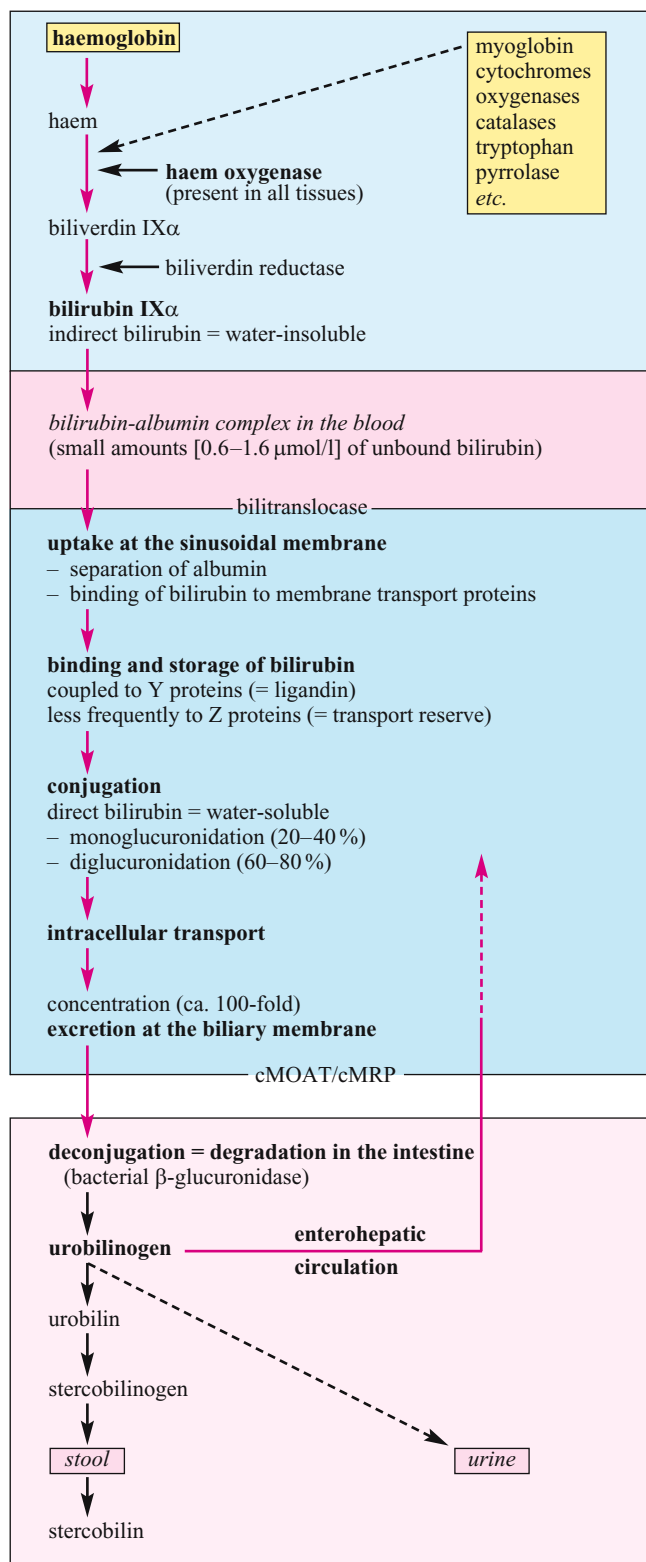 haemoglobin
myoglobin
cytochromes
oxygenases
catalases
tryptophan
pyrrolase
etc.
haem
haem oxygenase
(present in all tissues)
biliverdin IXα
biliverdin reductase
bilirubin IXα
indirect bilirubin = water-insoluble
bilirubin-albumin complex in the blood
(small amounts [0.6–1.6 μmol/l] of unbound bilirubin)
bilitranslocase
uptake at the sinusoidal membrane
– separation of albumin
– binding of bilirubin to membrane transport proteins
binding and storage of bilirubin
coupled to Y proteins (= ligandin)
less frequently to Z proteins (= transport reserve)
conjugation
direct bilirubin = water-soluble
– monoglucuronidation (20–40 %)
– diglucuronidation (60–80 %)
intracellular transport
concentration (ca. 100-fold)
excretion at the biliary membrane
cMOAT/cMRP
deconjugation = degradation in the intestine
(bacterial β-glucuronidase)
urobilinogen
enterohepatic
circulation
urobilin
stercobilinogen
stool
urine
stercobilin